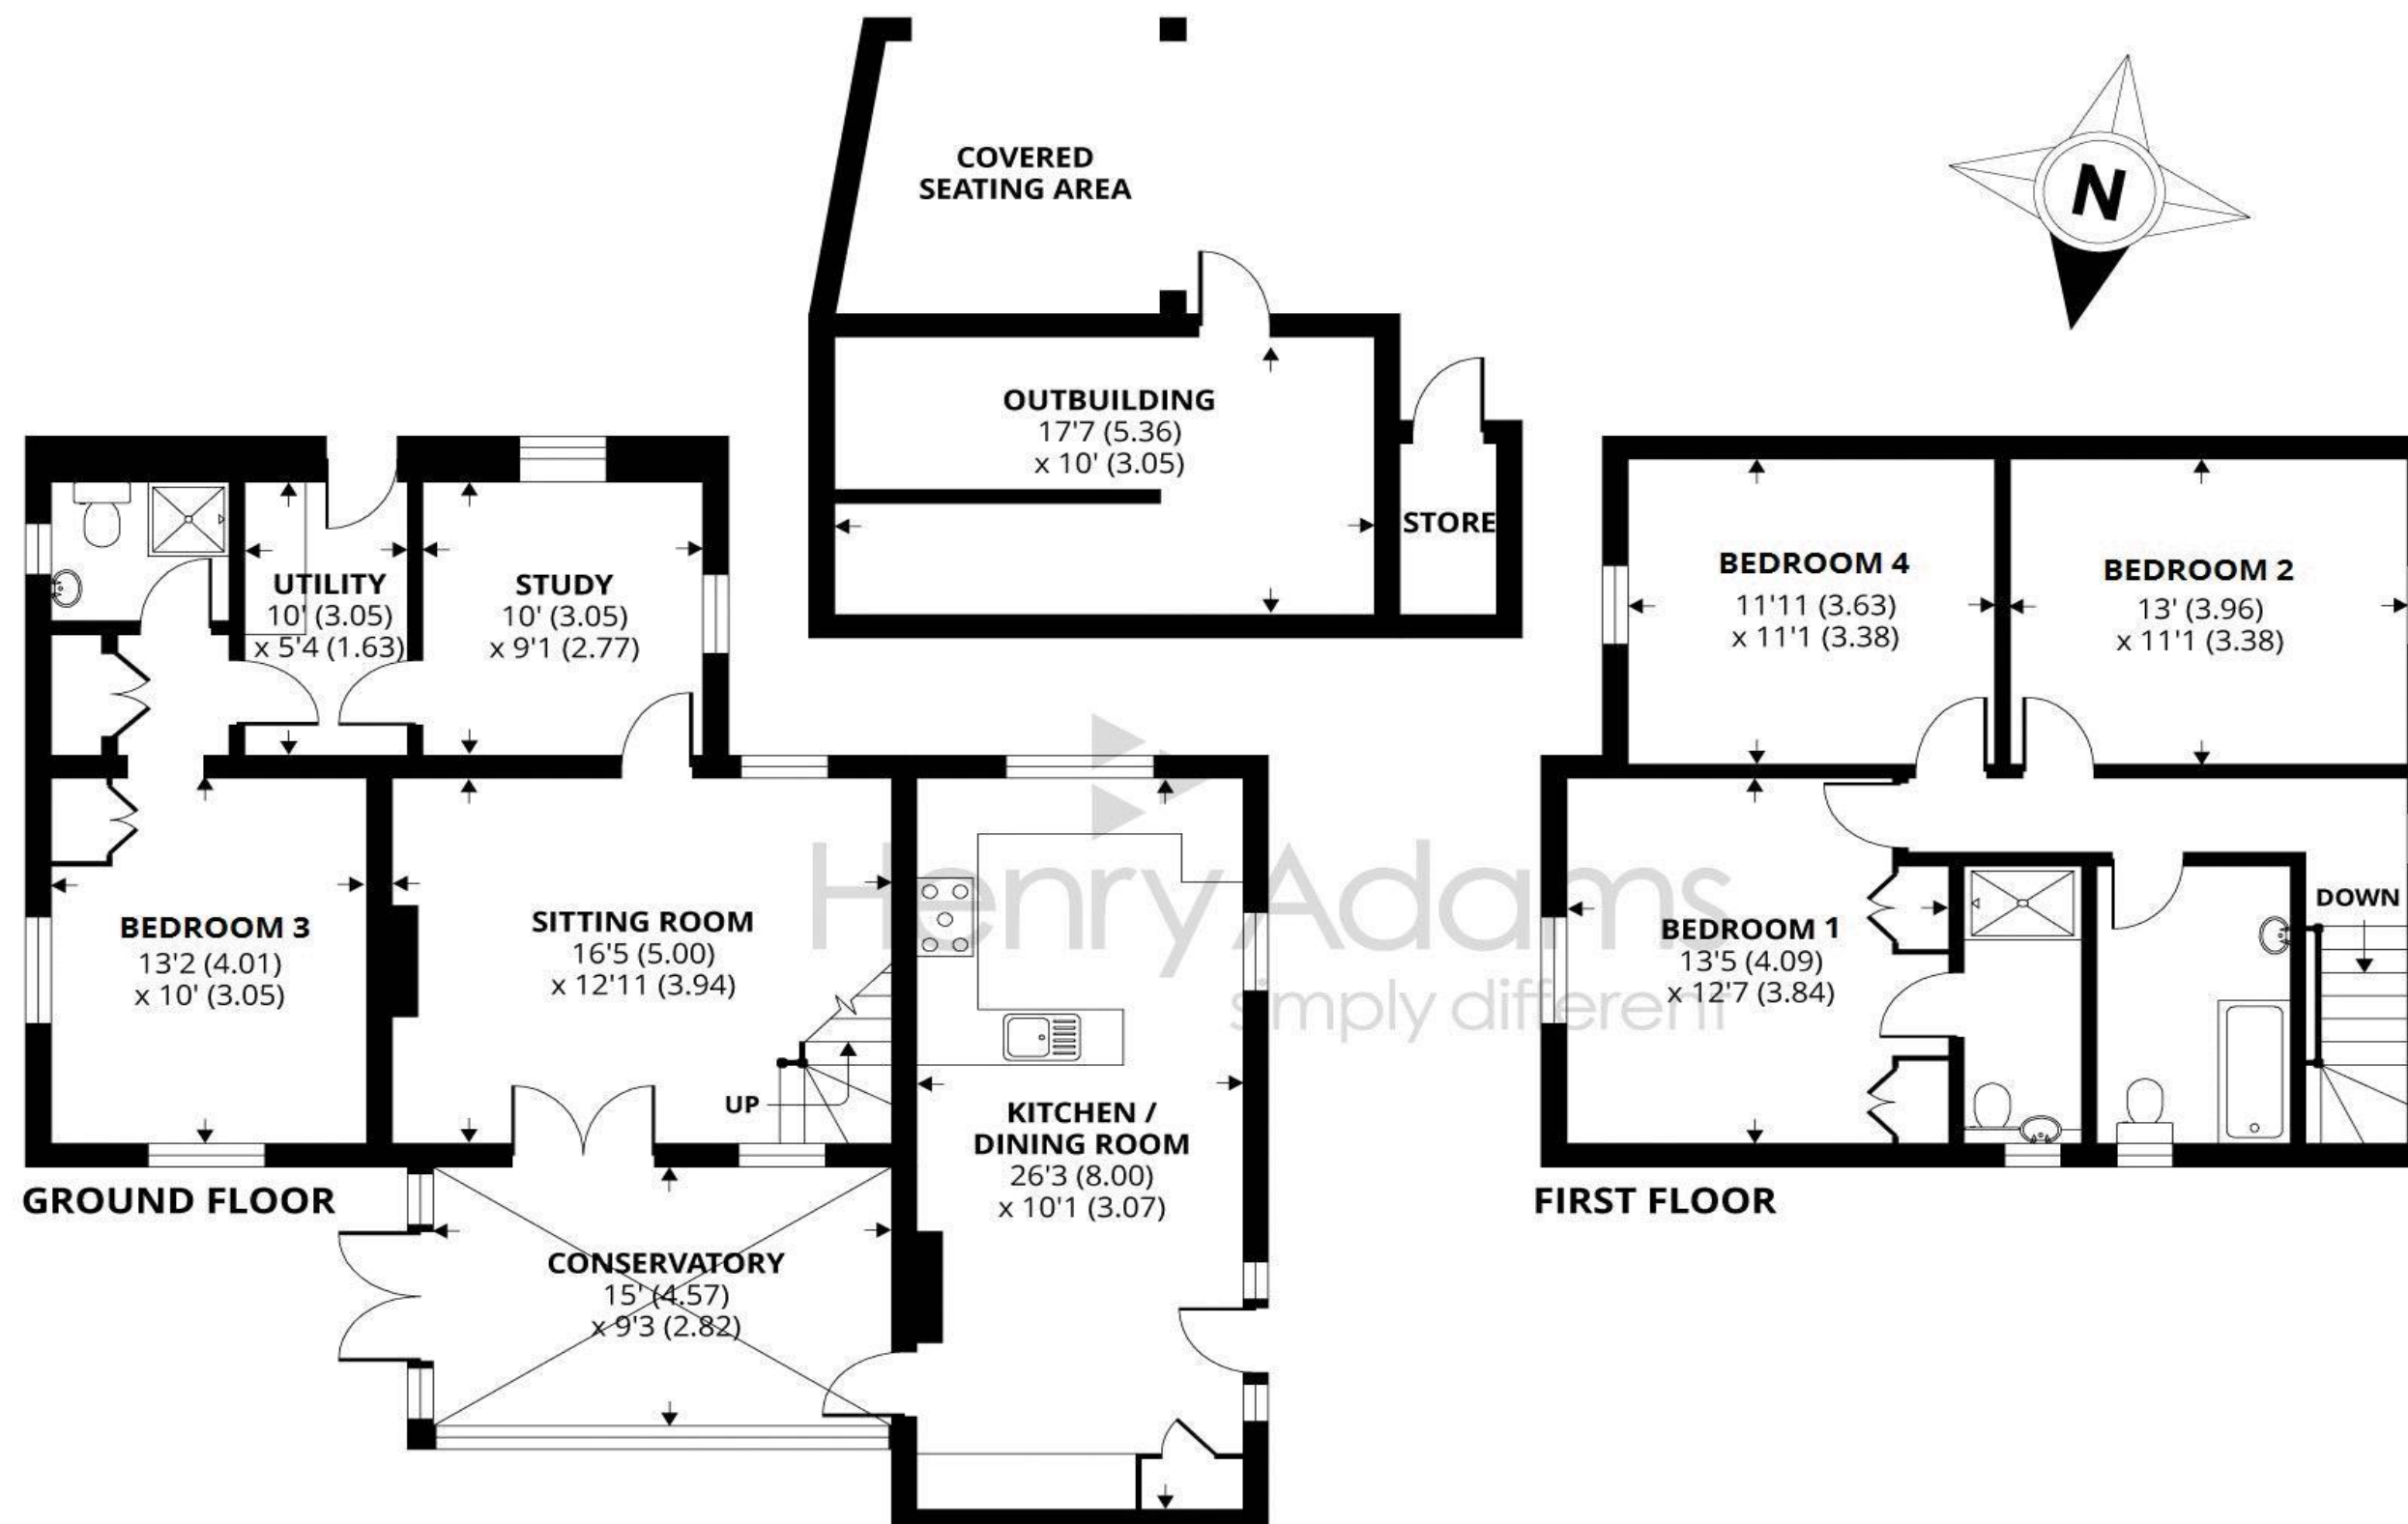 COVERED
SEATING AREA
N
OUTBUILDING
17'7 (5.36)
x 10' (3.05)
STORE
UTILITY
10' (3.05)
x 5'4 (1.63)
STUDY
10' (3.05)
x 9'1 (2.77)
BEDROOM 4
11'11 (3.63)
x 11'1 (3.38)
BEDROOM 2
13' (3.96)
x 11'1 (3.38)
BEDROOM 3
13'2 (4.01)
x 10' (3.05)
SITTING ROOM
16'5 (5.00)
x 12'11 (3.94)
UP
Henry Adams
simply different
KITCHEN /
DINING ROOM
26'3 (8.00)
x 10'1 (3.07)
BEDROOM 1
13'5 (4.09)
x 12'7 (3.84)
DOWN
GROUND FLOOR
CONSERVATORY
15' (4.57)
x 9'3 (2.82)
FIRST FLOOR